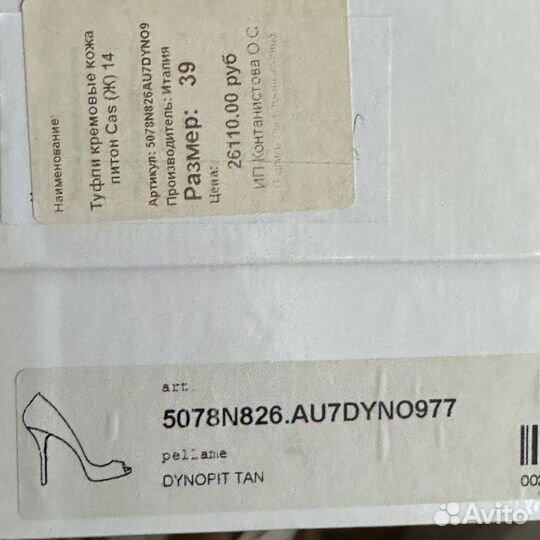 Наименование:
Туфли кремовые кожа
питон Cas (Ж) 14
Артикул: 5078N826AU7DYNO9
Производитель: Италия
Размер: 39
Цена:
26110.00 руб
ИП Контанистова О.С.
art.
5078N826.AU7DYNO977
pellame
DYNOPIT TAN
002
Avito